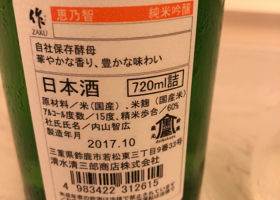 作 恵乃智 純米吟醸
ZAKU
自社保存酵母
華やかな香り、豊かな味わい
日本酒 720ml詰
原材料/米(国産)、米麹(国産米)
アルコール度数/15度、精米歩合/60%
杜氏氏名/内山智広
製造年月
2017.10
三重県鈴鹿市若松東三丁目9番33号
清水清三郎商店株式会社
4 983422 312615